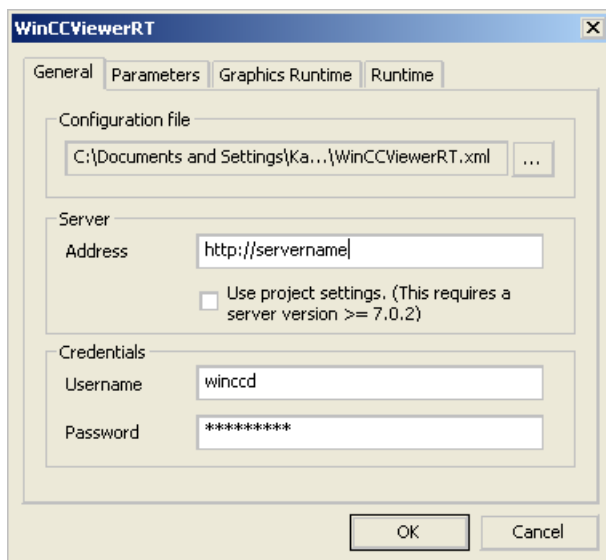 WinCCViewerRT
General Parameters Graphics Runtime Runtime
Configuration file
C:\Documents and Settings\Ka...\WinCCViewerRT.xml ...
Server
Address http://servername
Use project settings. (This requires a
server version >= 7.0.2)
Credentials
Username winccd
Password *********
OK Cancel